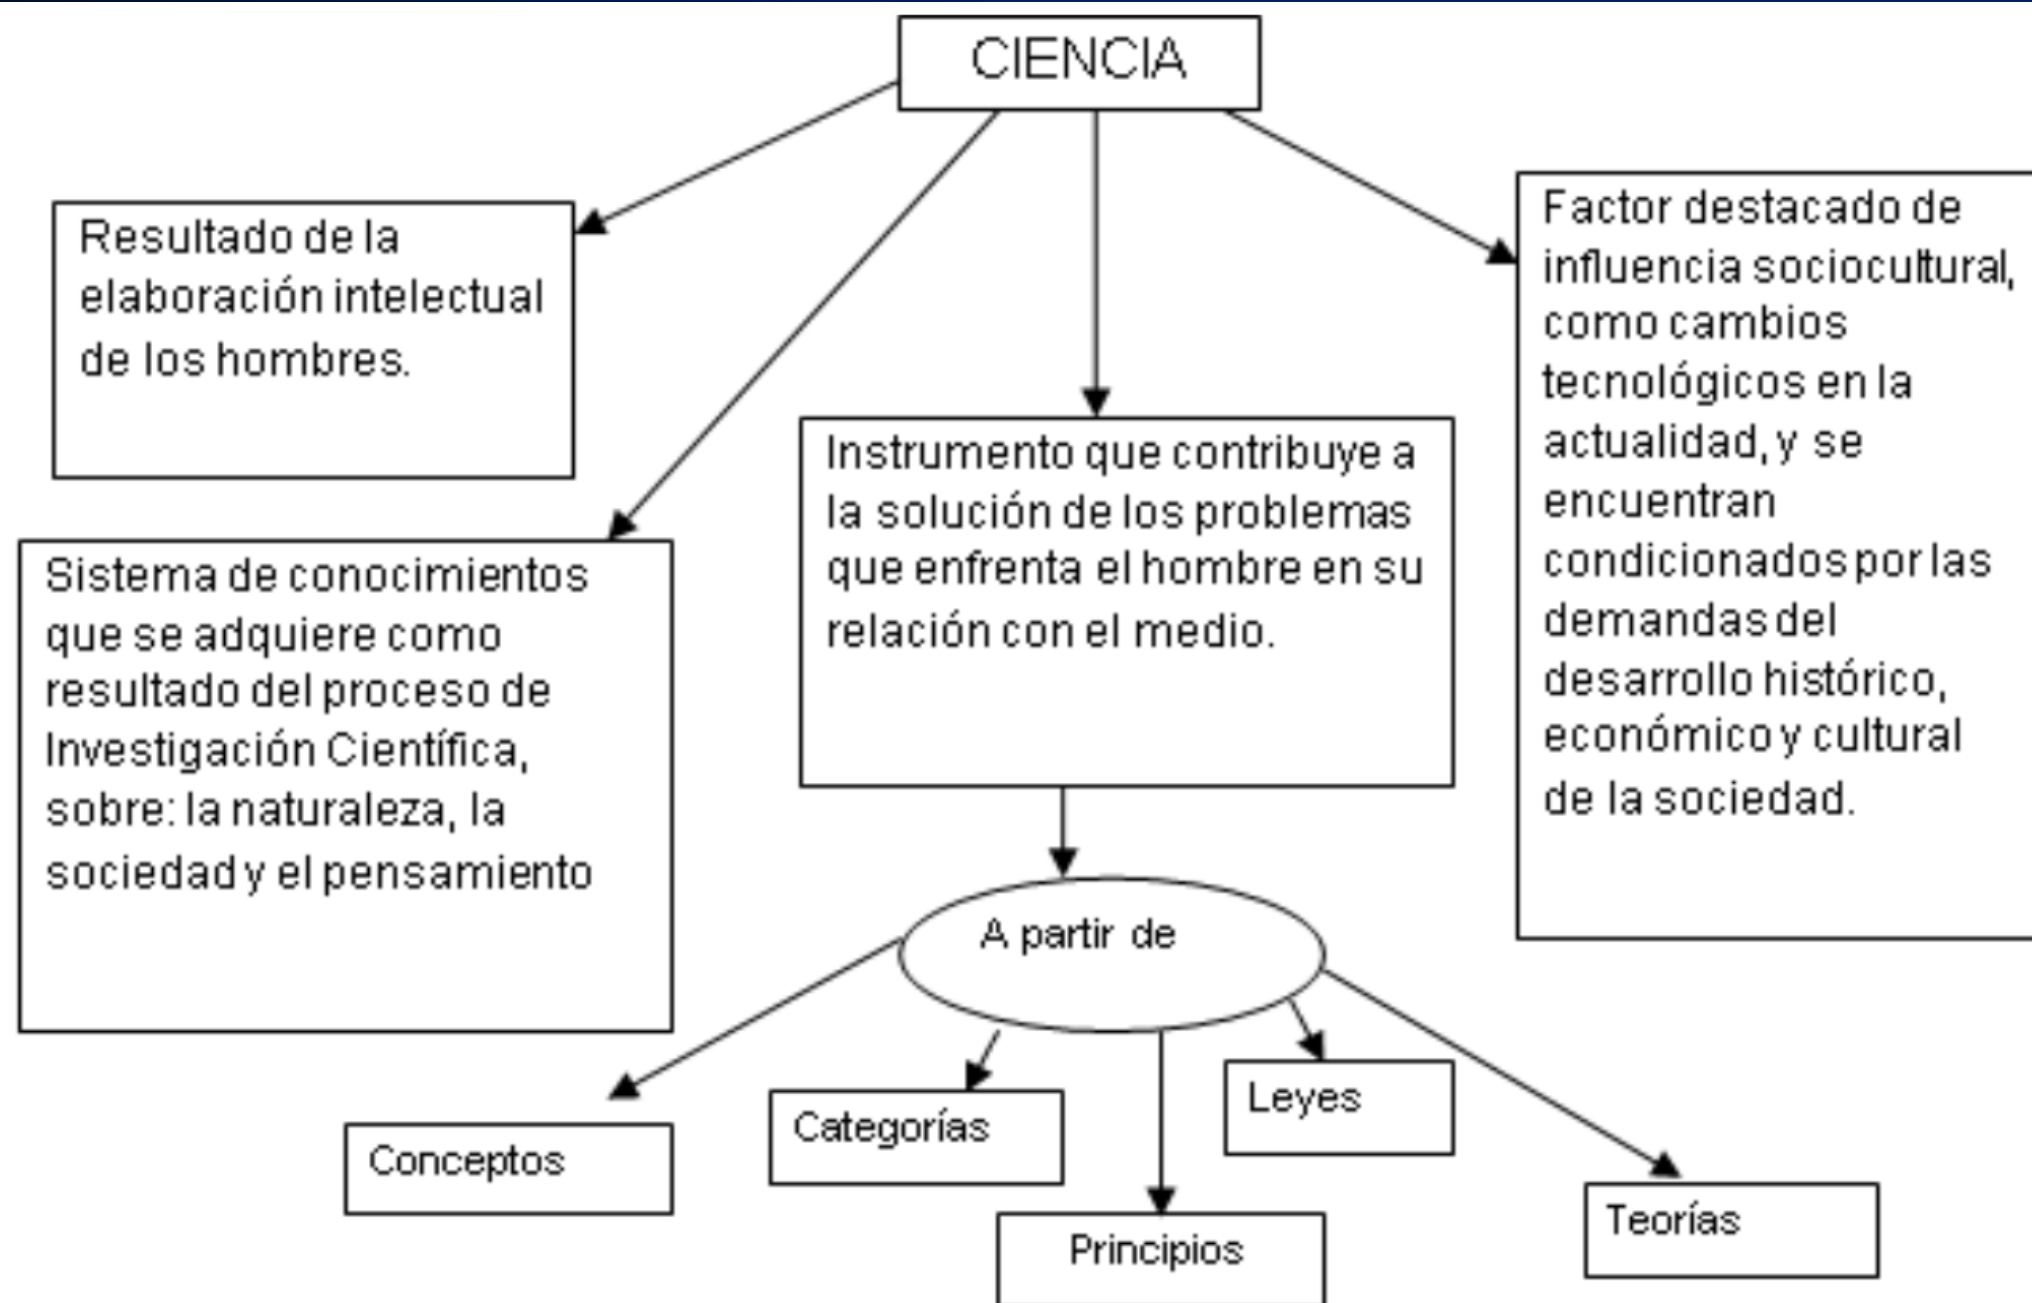 CIENCIA
Resultado de la
elaboración intelectual
de los hombres.
Sistema de conocimientos
que se adquiere como
resultado del proceso de
Investigación Científica,
sobre: la naturaleza, la
sociedad y el pensamiento
Instrumento que contribuye a
la solución de los problemas
que enfrenta el hombre en su
relación con el medio.
Factor destacado de
influencia sociocultural,
como cambios
tecnológicos en la
actualidad, y se
encuentran
condicionados por las
demandas del
desarrollo histórico,
económico y cultural
de la sociedad.
A partir de
Conceptos
Categorías
Principios
Leyes
Teorías